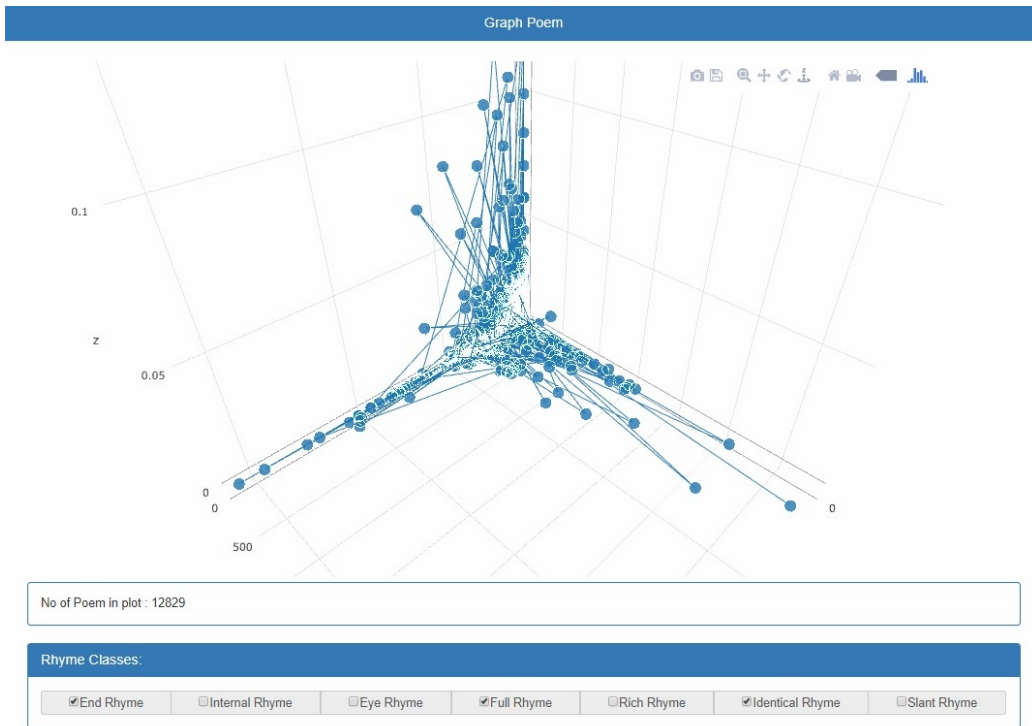 Graph Poem
0.1
z
0.05
0
0
0
500
No of Poem in plot : 12829
Rhyme Classes:
End Rhyme Internal Rhyme Eye Rhyme Full Rhyme Rich Rhyme Identical Rhyme Slant Rhyme